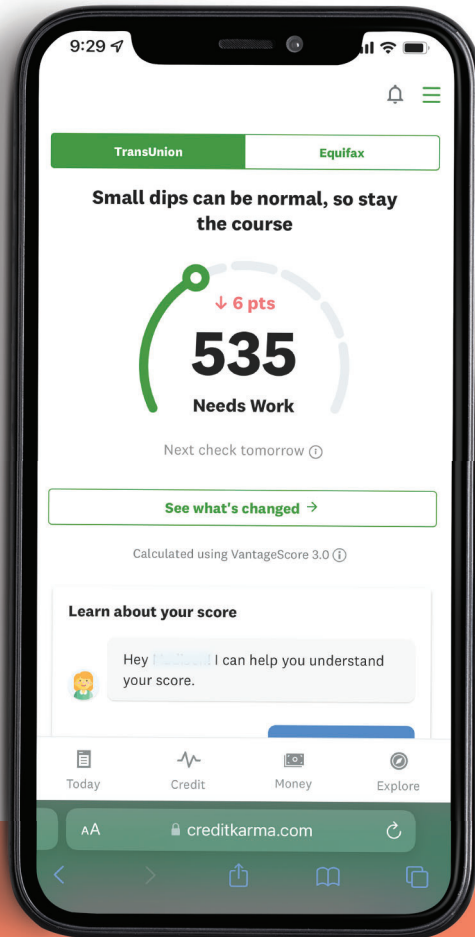 9:29
TransUnion
Equifax
Small dips can be normal, so stay
the course
↓ 6 pts
535
Needs Work
Next check tomorrow
See what's changed →
Calculated using VantageScore 3.0
Learn about your score
Hey I can help you understand
your score.
Today
Credit
Money
Explore
AA
creditkarma.com